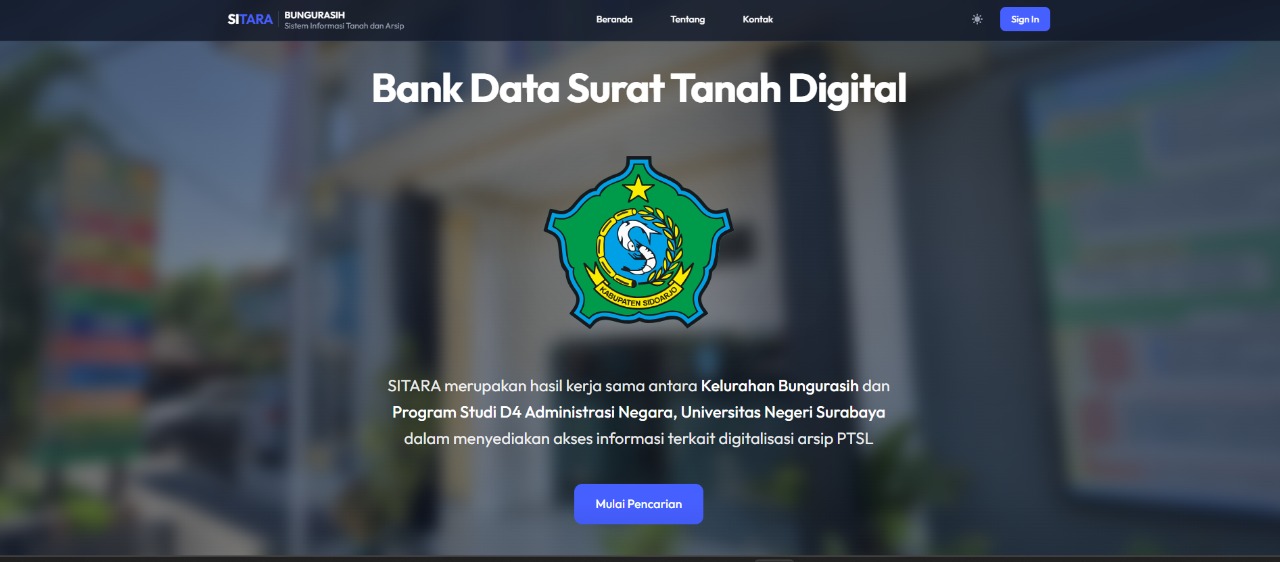 SITARA
BUNGURASIH
Sistem Informasi Tanah dan Arsip
Beranda
Tentang
Kontak
Sign In
Bank Data Surat Tanah Digital
KABUPATEN SIDOARJO
SITARA merupakan hasil kerja sama antara Kelurahan Bungurasih dan
Program Studi D4 Administrasi Negara, Universitas Negeri Surabaya
dalam menyediakan akses informasi terkait digitalisasi arsip PTSL
Mulai Pencarian